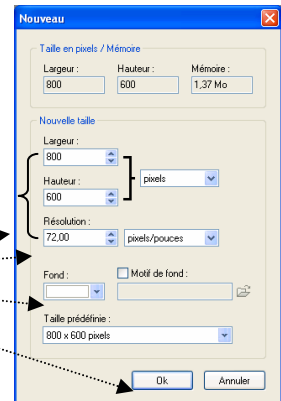 Nouveau
Taille en pixels / Mémoire
Largeur : Hauteur : Mémoire :
800 600 1,37 Mo
Nouvelle taille
Largeur :
800
pixels
Hauteur :
600
Résolution :
72,00 pixels/pouces
Fond : Motif de fond :
Taille prédéfinie :
800 x 600 pixels
Ok Annuler